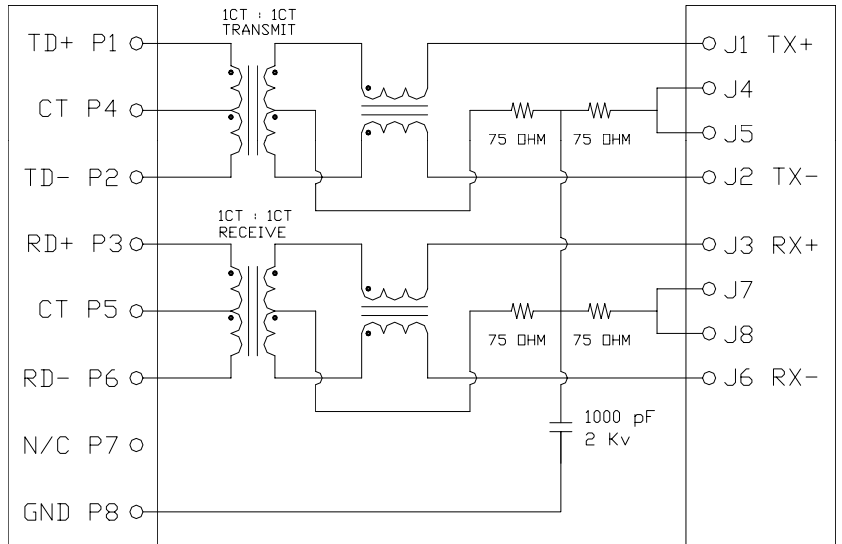 1CT : 1CT
TRANSMIT
TD+ P1
J1 TX+
J4
CT P4
75 OHM
75 OHM
J5
TD- P2
J2 TX-
1CT : 1CT
RECEIVE
RD+ P3
J3 RX+
J7
CT P5
75 OHM
75 OHM
J8
RD- P6
J6 RX-
1000 pF
2 Kv
N/C P7
GND P8